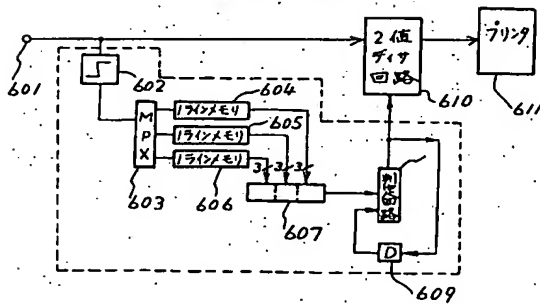 2値
ディザ
回路
プリンタ
601
602
610
611
604
1ラインメモリ
605
MPX
1ラインメモリ
1ラインメモリ
603
606
3
3
3
607
判定回路
D
609